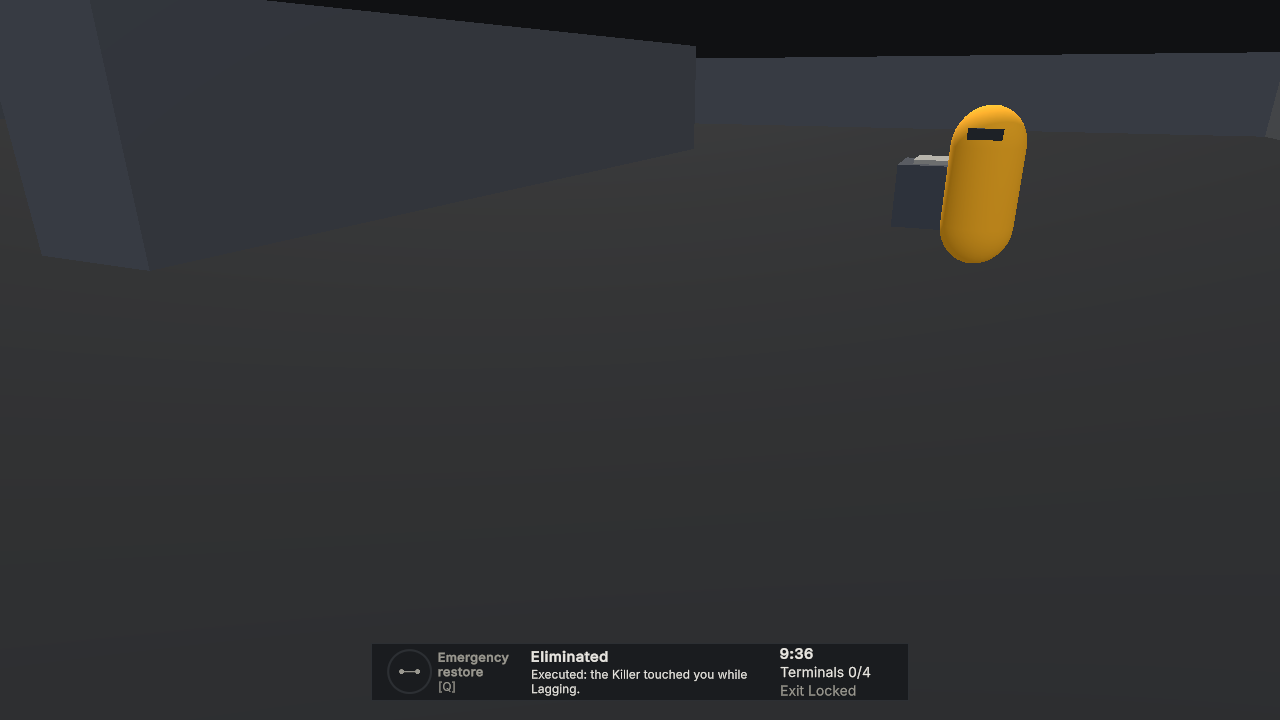 Emergency
restore
[Q]
Eliminated
Executed: the Killer touched you while
Lagging.
9:36
Terminals 0/4
Exit Locked